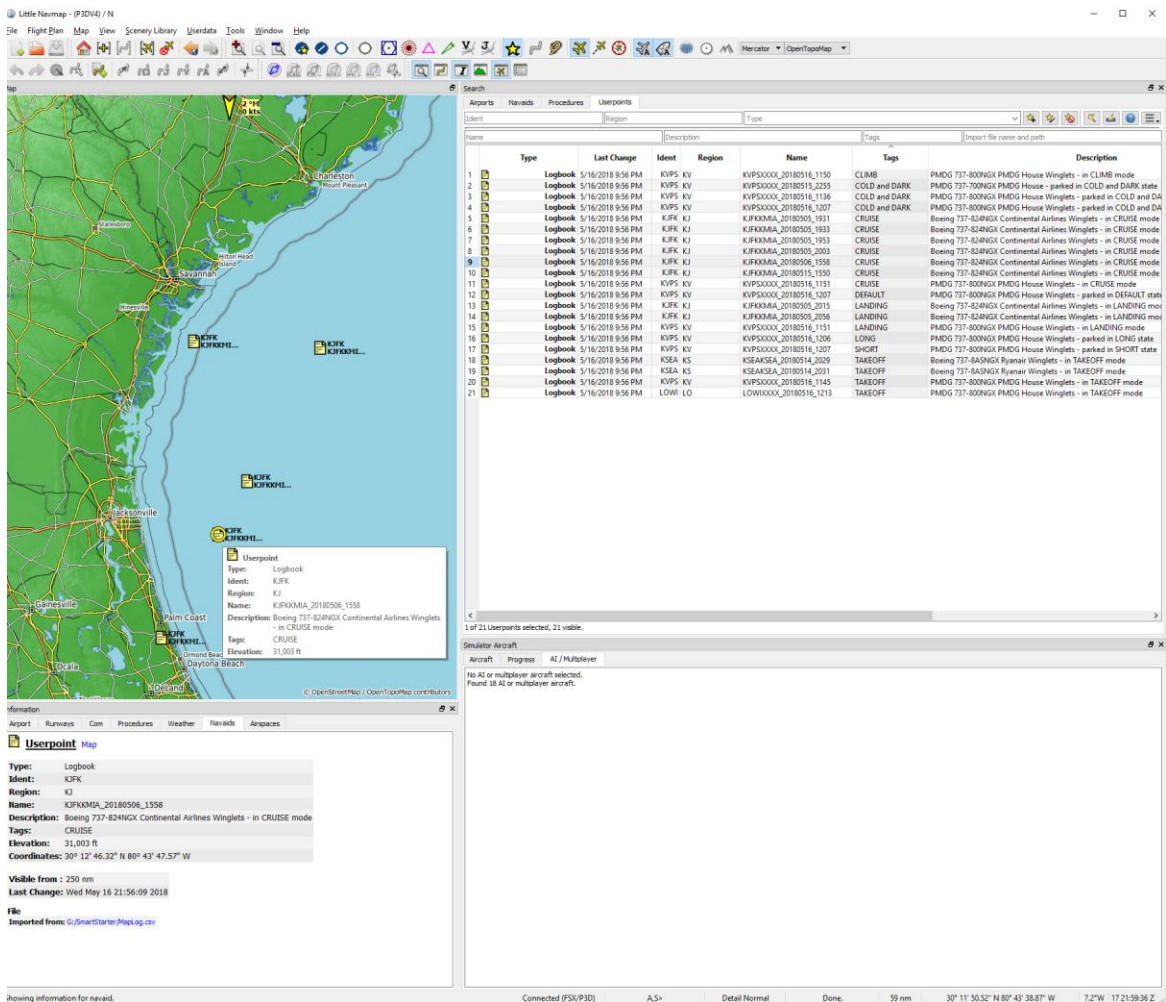 Little Navmap - (P3DV4) / N
File Flight Plan Map View Scenery Library Userdata Tools Window Help
Mercator OpenTopoMap
Map
2 °M
0 kts
Charleston
Mount Pleasant
Statesboro
Hilton Head
Island
Savannah
Hinesville
KJFK
KJFKKMI...
KJFK
KJFKKMI...
KJFK
KJFKKMI...
Jacksonville
KJFK
KJFKKMI...
Userpoint
Type: Logbook
Ident: KJFK
Region: KJ
Name: KJFKKMIA_20180506_1558
Description: Boeing 737-824NGX Continental Airlines Winglets
- in CRUISE mode
Tags: CRUISE
Elevation: 31,003 ft
Gainesville
Palm Coast
KJFK
KJFKKMI...
Ormond Beac
Daytona Beach
Ocala
DeLand
© OpenStreetMap / OpenTopoMap contributors
Search
Airports Navaids Procedures Userpoints
Ident Region Type
Name Description Tags Import file name and path
Type Last Change Ident Region Name Tags Description
1 Logbook 5/16/2018 9:56 PM KVPS KV KVPSXXXX_20180516_1150 CLIMB PMDG 737-800NGX PMDG House Winglets - in CLIMB mode
2 Logbook 5/16/2018 9:56 PM KVPS KV KVPSXXXX_20180515_2255 COLD and DARK PMDG 737-700NGX PMDG House - parked in COLD and DARK state
3 Logbook 5/16/2018 9:56 PM KVPS KV KVPSXXXX_20180516_1136 COLD and DARK PMDG 737-800NGX PMDG House Winglets - parked in COLD and DA
4 Logbook 5/16/2018 9:56 PM KVPS KV KVPSXXXX_20180516_1207 COLD and DARK PMDG 737-800NGX PMDG House Winglets - parked in COLD and DA
5 Logbook 5/16/2018 9:56 PM KJFK KJ KJFKKMIA_20180505_1931 CRUISE Boeing 737-824NGX Continental Airlines Winglets - in CRUISE mode
6 Logbook 5/16/2018 9:56 PM KJFK KJ KJFKKMIA_20180505_1933 CRUISE Boeing 737-824NGX Continental Airlines Winglets - in CRUISE mode
7 Logbook 5/16/2018 9:56 PM KJFK KJ KJFKKMIA_20180505_1953 CRUISE Boeing 737-824NGX Continental Airlines Winglets - in CRUISE mode
8 Logbook 5/16/2018 9:56 PM KJFK KJ KJFKKMIA_20180505_2003 CRUISE Boeing 737-824NGX Continental Airlines Winglets - in CRUISE mode
9 Logbook 5/16/2018 9:56 PM KJFK KJ KJFKKMIA_20180506_1558 CRUISE Boeing 737-824NGX Continental Airlines Winglets - in CRUISE mode
10 Logbook 5/16/2018 9:56 PM KJFK KJ KJFKKMIA_20180515_1550 CRUISE Boeing 737-824NGX Continental Airlines Winglets - in CRUISE mode
11 Logbook 5/16/2018 9:56 PM KVPS KV KVPSXXXX_20180516_1151 CRUISE PMDG 737-800NGX PMDG House Winglets - in CRUISE mode
12 Logbook 5/16/2018 9:56 PM KVPS KV KVPSXXXX_20180516_1207 DEFAULT PMDG 737-800NGX PMDG House Winglets - parked in DEFAULT state
13 Logbook 5/16/2018 9:56 PM KJFK KJ KJFKKMIA_20180505_2015 LANDING Boeing 737-824NGX Continental Airlines Winglets - in LANDING mod
14 Logbook 5/16/2018 9:56 PM KJFK KJ KJFKKMIA_20180505_2056 LANDING Boeing 737-824NGX Continental Airlines Winglets - in LANDING mod
15 Logbook 5/16/2018 9:56 PM KVPS KV KVPSXXXX_20180516_1151 LANDING PMDG 737-800NGX PMDG House Winglets - in LANDING mode
16 Logbook 5/16/2018 9:56 PM KVPS KV KVPSXXXX_20180516_1206 LONG PMDG 737-800NGX PMDG House Winglets - parked in LONG state
17 Logbook 5/16/2018 9:56 PM KVPS KV KVPSXXXX_20180516_1207 SHORT PMDG 737-800NGX PMDG House Winglets - parked in SHORT state
18 Logbook 5/16/2018 9:56 PM KSEA KS KSEAKSEA_20180514_2029 TAKEOFF Boeing 737-8ASNGX Ryanair Winglets - in TAKEOFF mode
19 Logbook 5/16/2018 9:56 PM KSEA KS KSEAKSEA_20180514_2031 TAKEOFF Boeing 737-8ASNGX Ryanair Winglets - in TAKEOFF mode
20 Logbook 5/16/2018 9:56 PM KVPS KV KVPSXXXX_20180516_1145 TAKEOFF PMDG 737-800NGX PMDG House Winglets - in TAKEOFF mode
21 Logbook 5/16/2018 9:56 PM LOWI LO LOWIXXXX_20180516_1213 TAKEOFF PMDG 737-800NGX PMDG House Winglets - in TAKEOFF mode
1 of 21 Userpoints selected, 21 visible.
Simulator Aircraft
Aircraft Progress AI / Multiplayer
No AI or multiplayer aircraft selected.
Found 18 AI or multiplayer aircraft.
nformation
Airport Runways Com Procedures Weather Navaids Airspaces
Userpoint Map
Type: Logbook
Ident: KJFK
Region: KJ
Name: KJFKKMIA_20180506_1558
Description: Boeing 737-824NGX Continental Airlines Winglets - in CRUISE mode
Tags: CRUISE
Elevation: 31,003 ft
Coordinates: 30° 12' 46.32" N 80° 43' 47.57" W
Visible from : 250 nm
Last Change: Wed May 16 21:56:09 2018
File
Imported from: G:/SmartStarter/MapLog.csv
Showing information for navaid. Connected (FSX/P3D) A,S> Detail Normal Done. 59 nm 30° 11' 50.52" N 80° 43' 38.87" W 7.2°W 17 21:59:36 Z